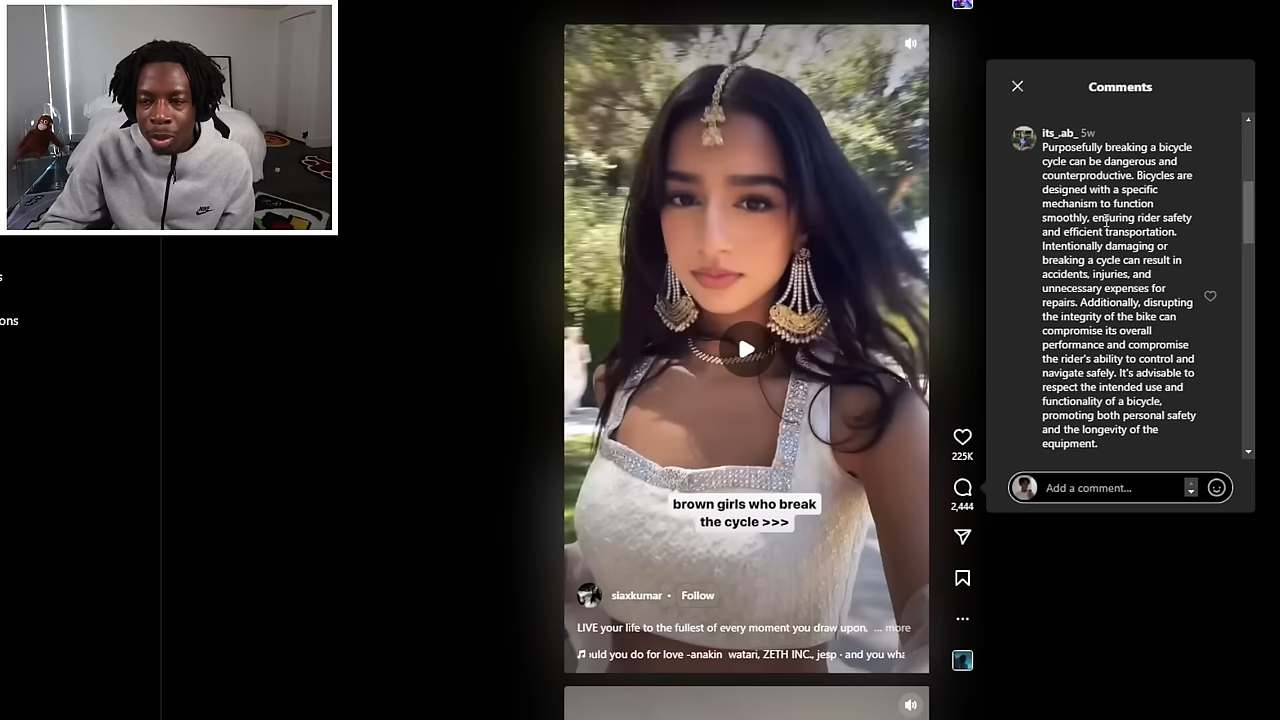 s
ons
brown girls who break
the cycle >>>
siaxkumar • Follow
LIVE your life to the fullest of every moment you draw upon. ... more
uld you do for love -anakin watari, ZETH INC., jesp · and you wha
225K
2,444
Comments
its_.ab_ 5w
Purposefully breaking a bicycle
cycle can be dangerous and
counterproductive. Bicycles are
designed with a specific
mechanism to function
smoothly, ensuring rider safety
and efficient transportation.
Intentionally damaging or
breaking a cycle can result in
accidents, injuries, and
unnecessary expenses for
repairs. Additionally, disrupting
the integrity of the bike can
compromise its overall
performance and compromise
the rider's ability to control and
navigate safely. It's advisable to
respect the intended use and
functionality of a bicycle,
promoting both personal safety
and the longevity of the
equipment.
Add a comment...